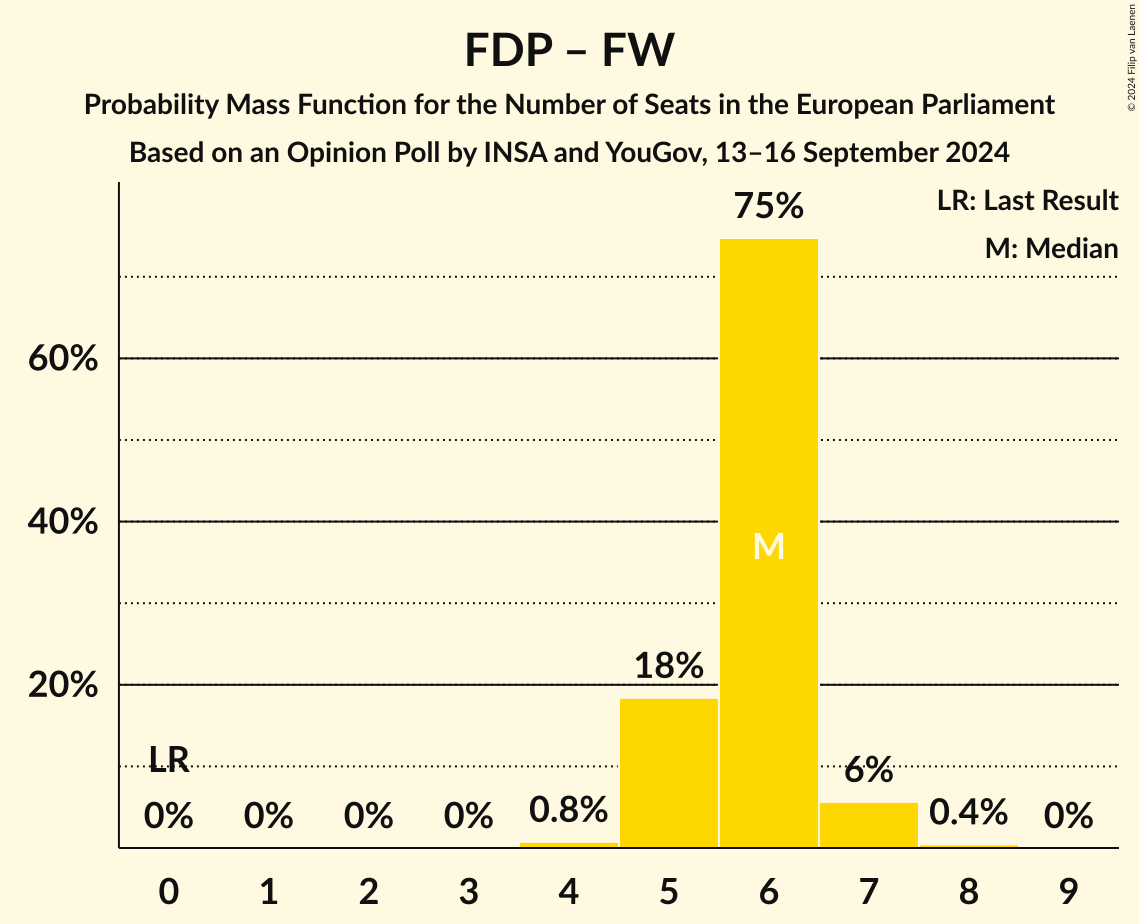 FDP – FW
Probability Mass Function for the Number of Seats in the European Parliament
Based on an Opinion Poll by INSA and YouGov, 13–16 September 2024
© 2024 Filip van Laenen
LR: Last Result
M: Median
75%
60%
40%
M
18%
20%
LR
6%
0% 0% 0% 0% 0.8% 0.4% 0%
0 1 2 3 4 5 6 7 8 9